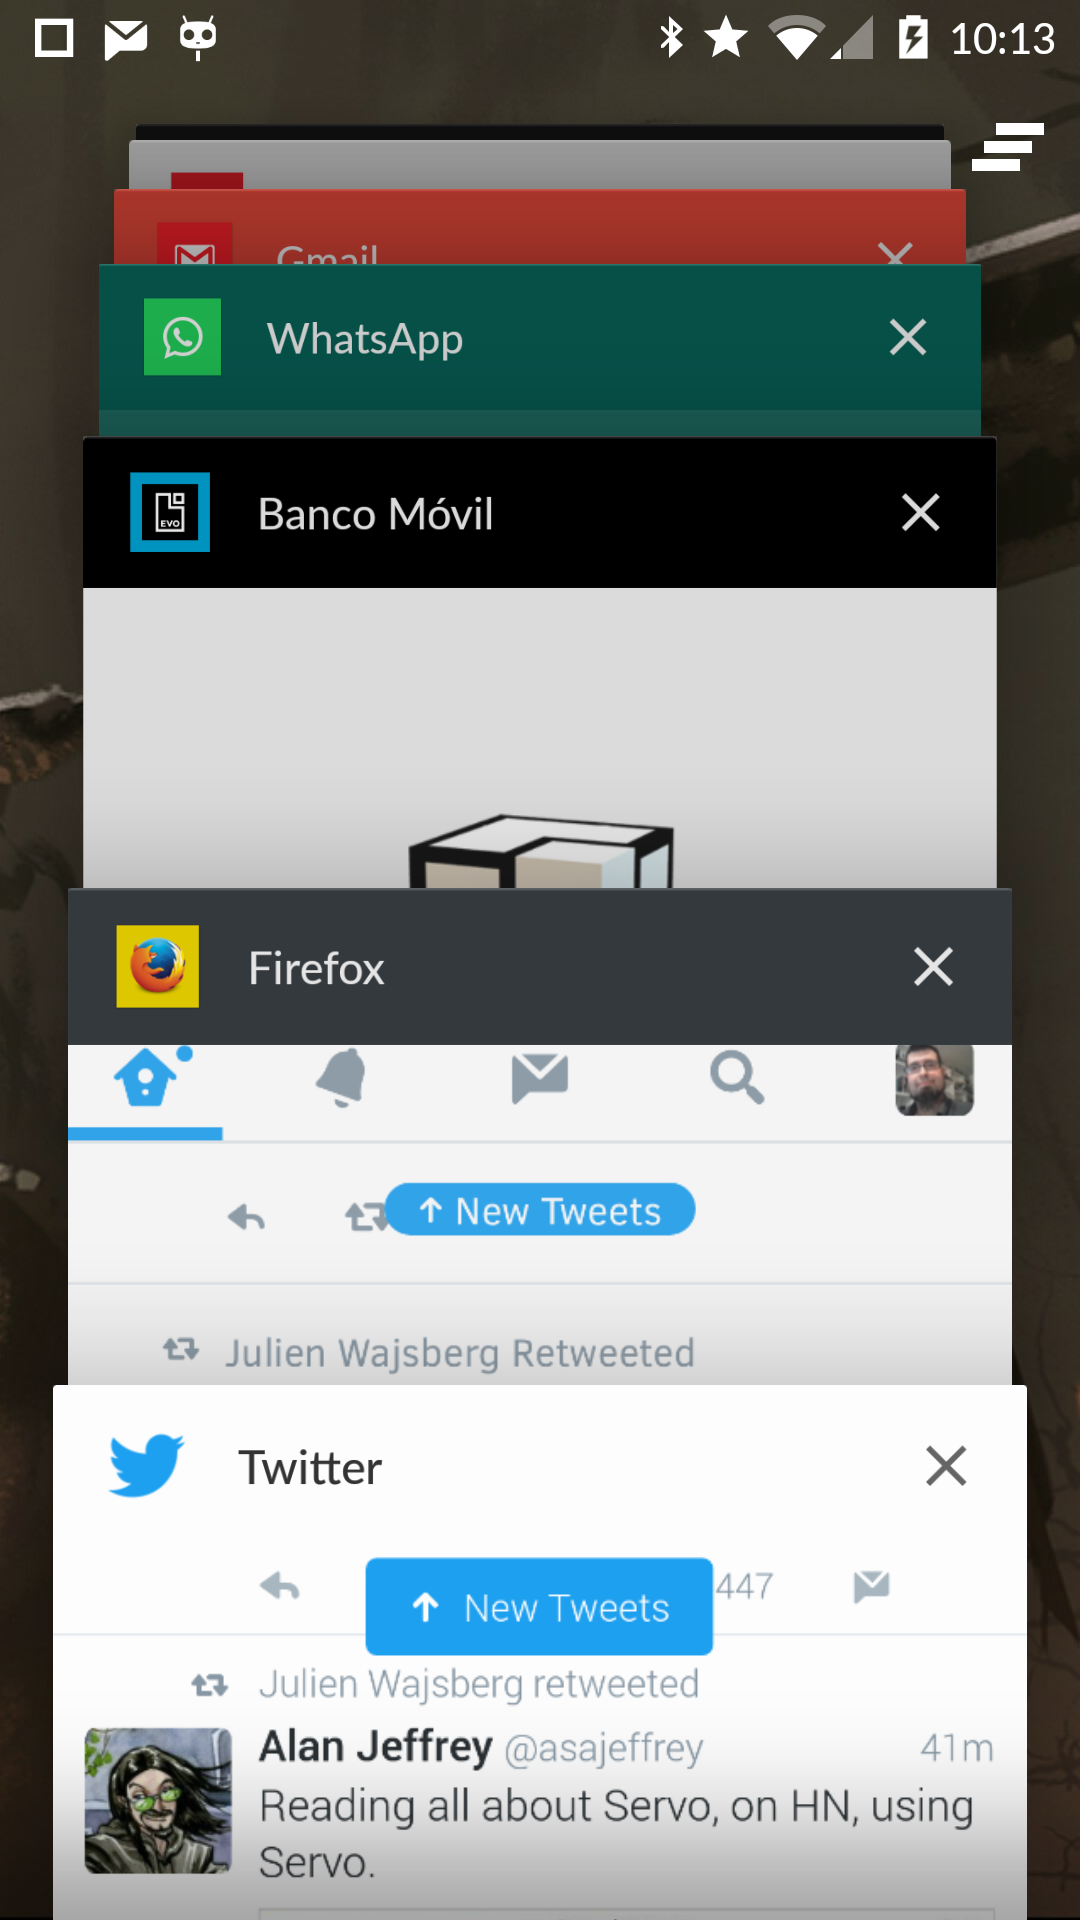 10:13
Gmail
WhatsApp
EVO
Banco Móvil
Firefox
New Tweets
Julien Wajsberg Retweeted
Twitter
New Tweets
447
Julien Wajsberg retweeted
Alan Jeffrey @asajeffrey 41m
Reading all about Servo, on HN, using
Servo.